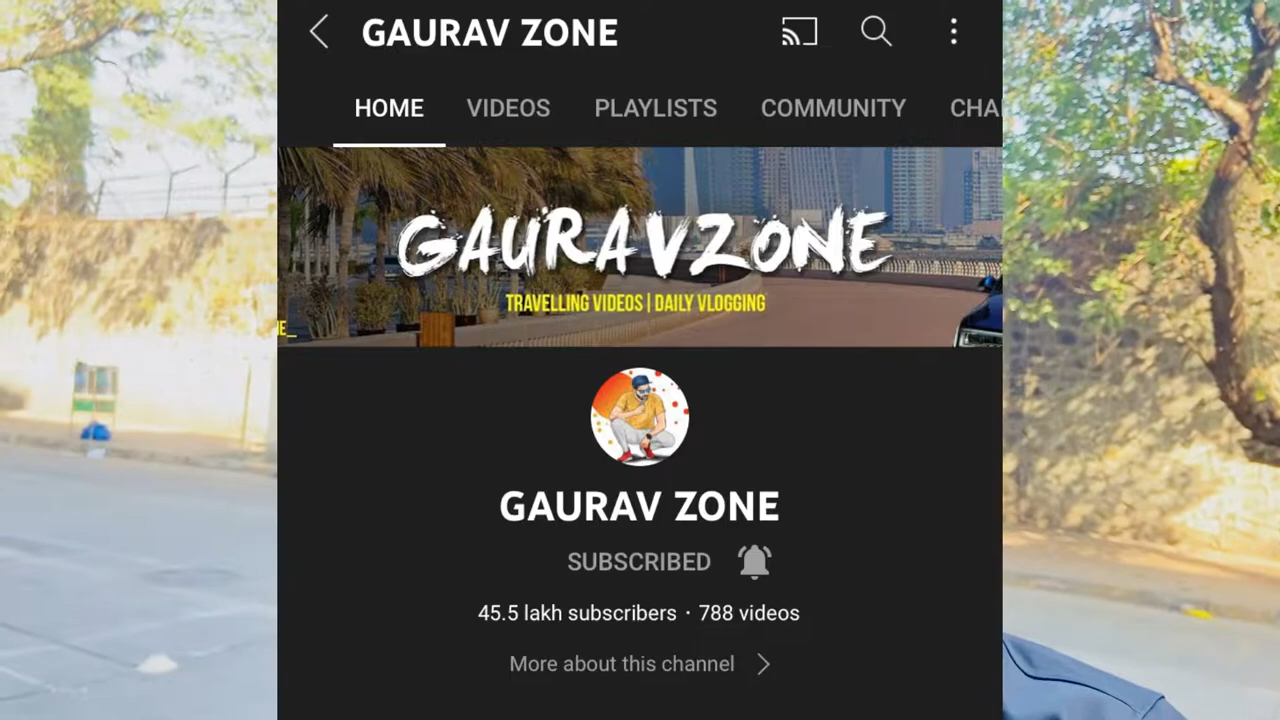 GAURAV ZONE
HOME VIDEOS PLAYLISTS COMMUNITY CHA
GAURAVZONE
TRAVELLING VIDEOS | DAILY VLOGGING
E_
GAURAV ZONE
SUBSCRIBED
45.5 lakh subscribers · 788 videos
More about this channel